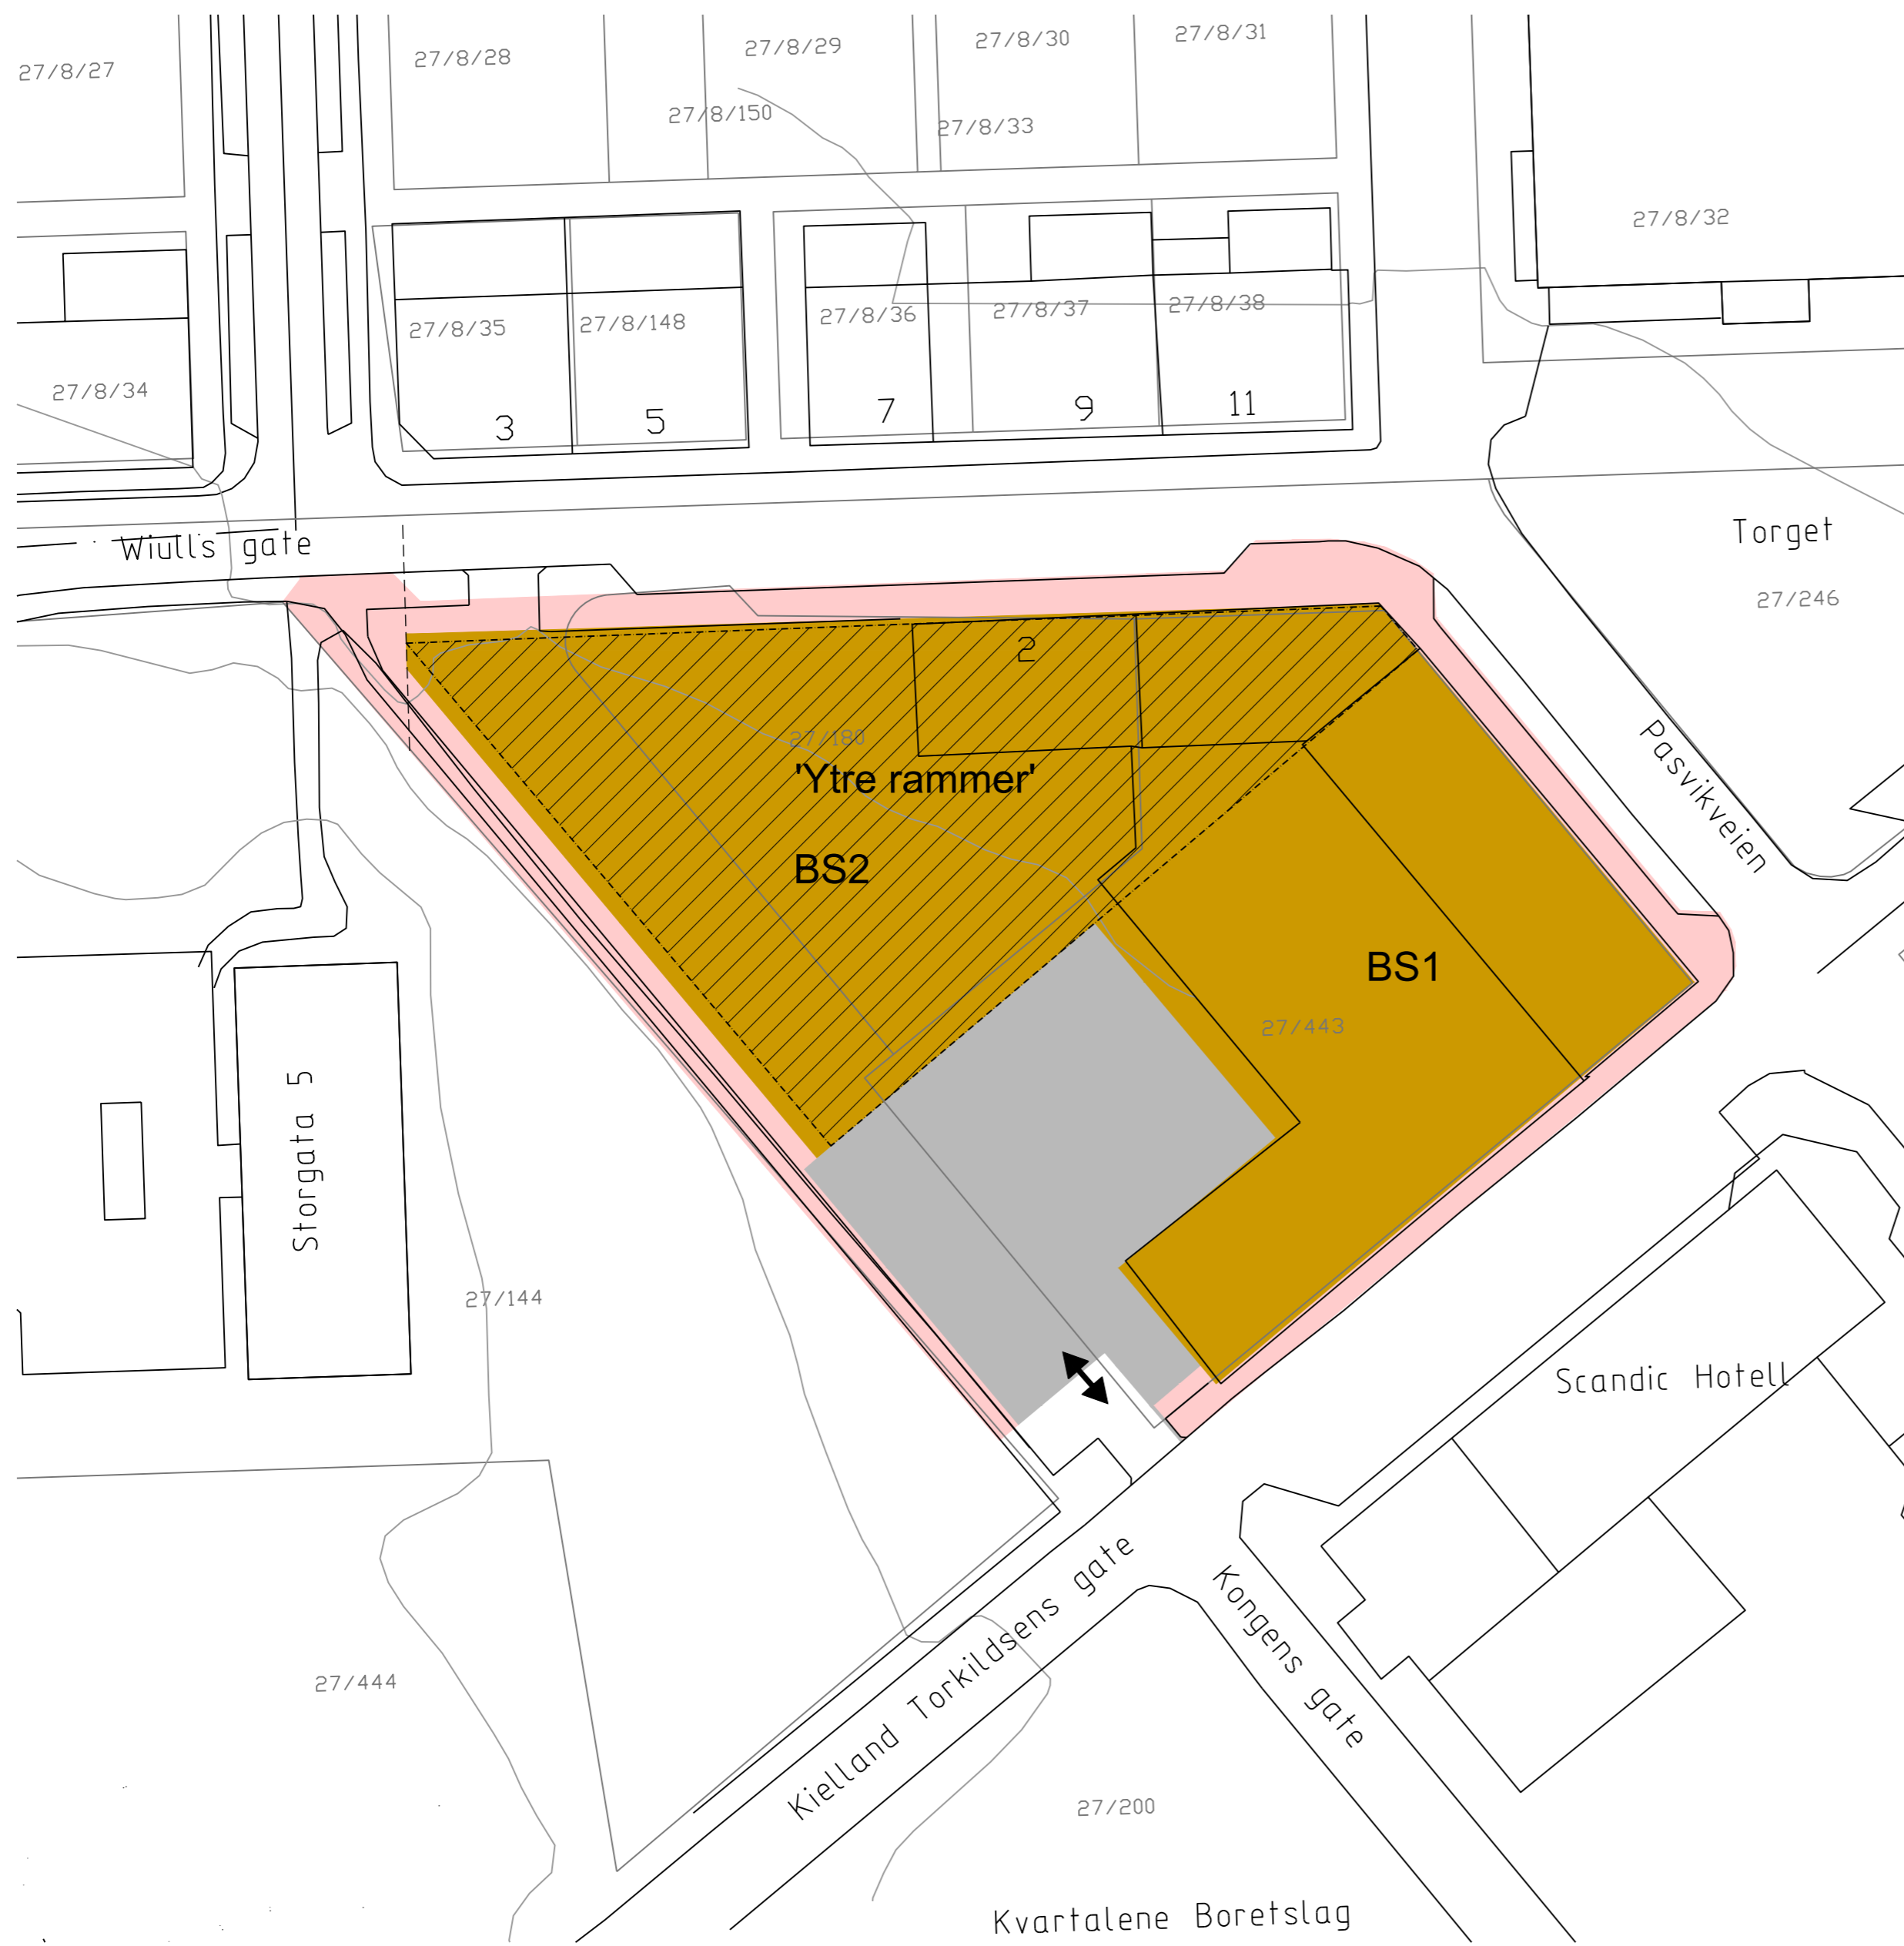 27/8/27
27/8/28
27/8/29
27/8/30
27/8/31
27/8/150
27/8/33
27/8/32
27/8/35
27/8/148
27/8/36
27/8/37
27/8/38
27/8/34
3
5
7
9
11
Wiulls gate
Torget
27/246
2
27/180
'Ytre rammer'
Pasvikveien
BS2
BS1
27/443
Storgata 5
27/144
Scandic Hotell
Kielland Torkildsens gate
Kongens gate
27/444
27/200
Kvartalene Boretslag